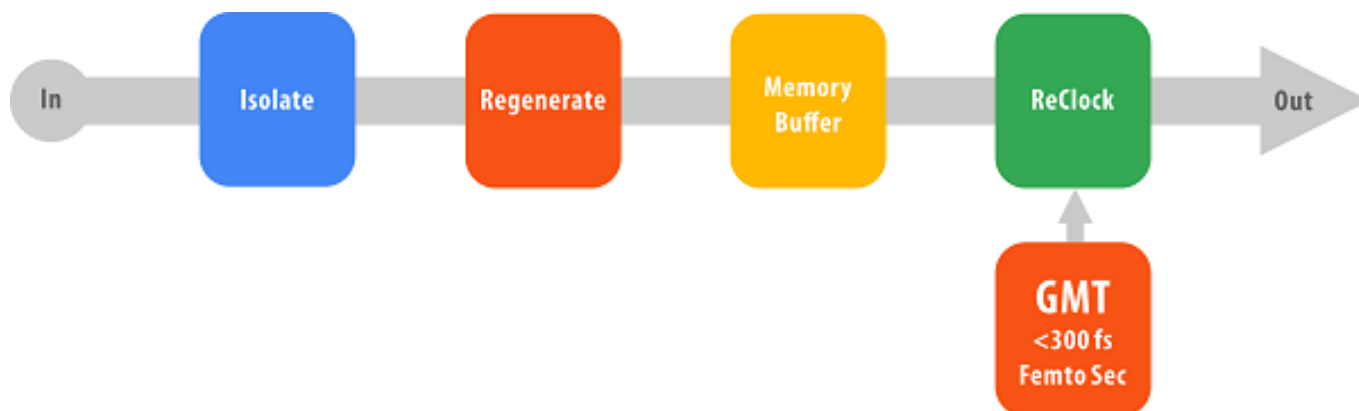 In
Isolate
Regenerate
Memory
Buffer
ReClock
Out
GMT
<300 fs
Femto Sec